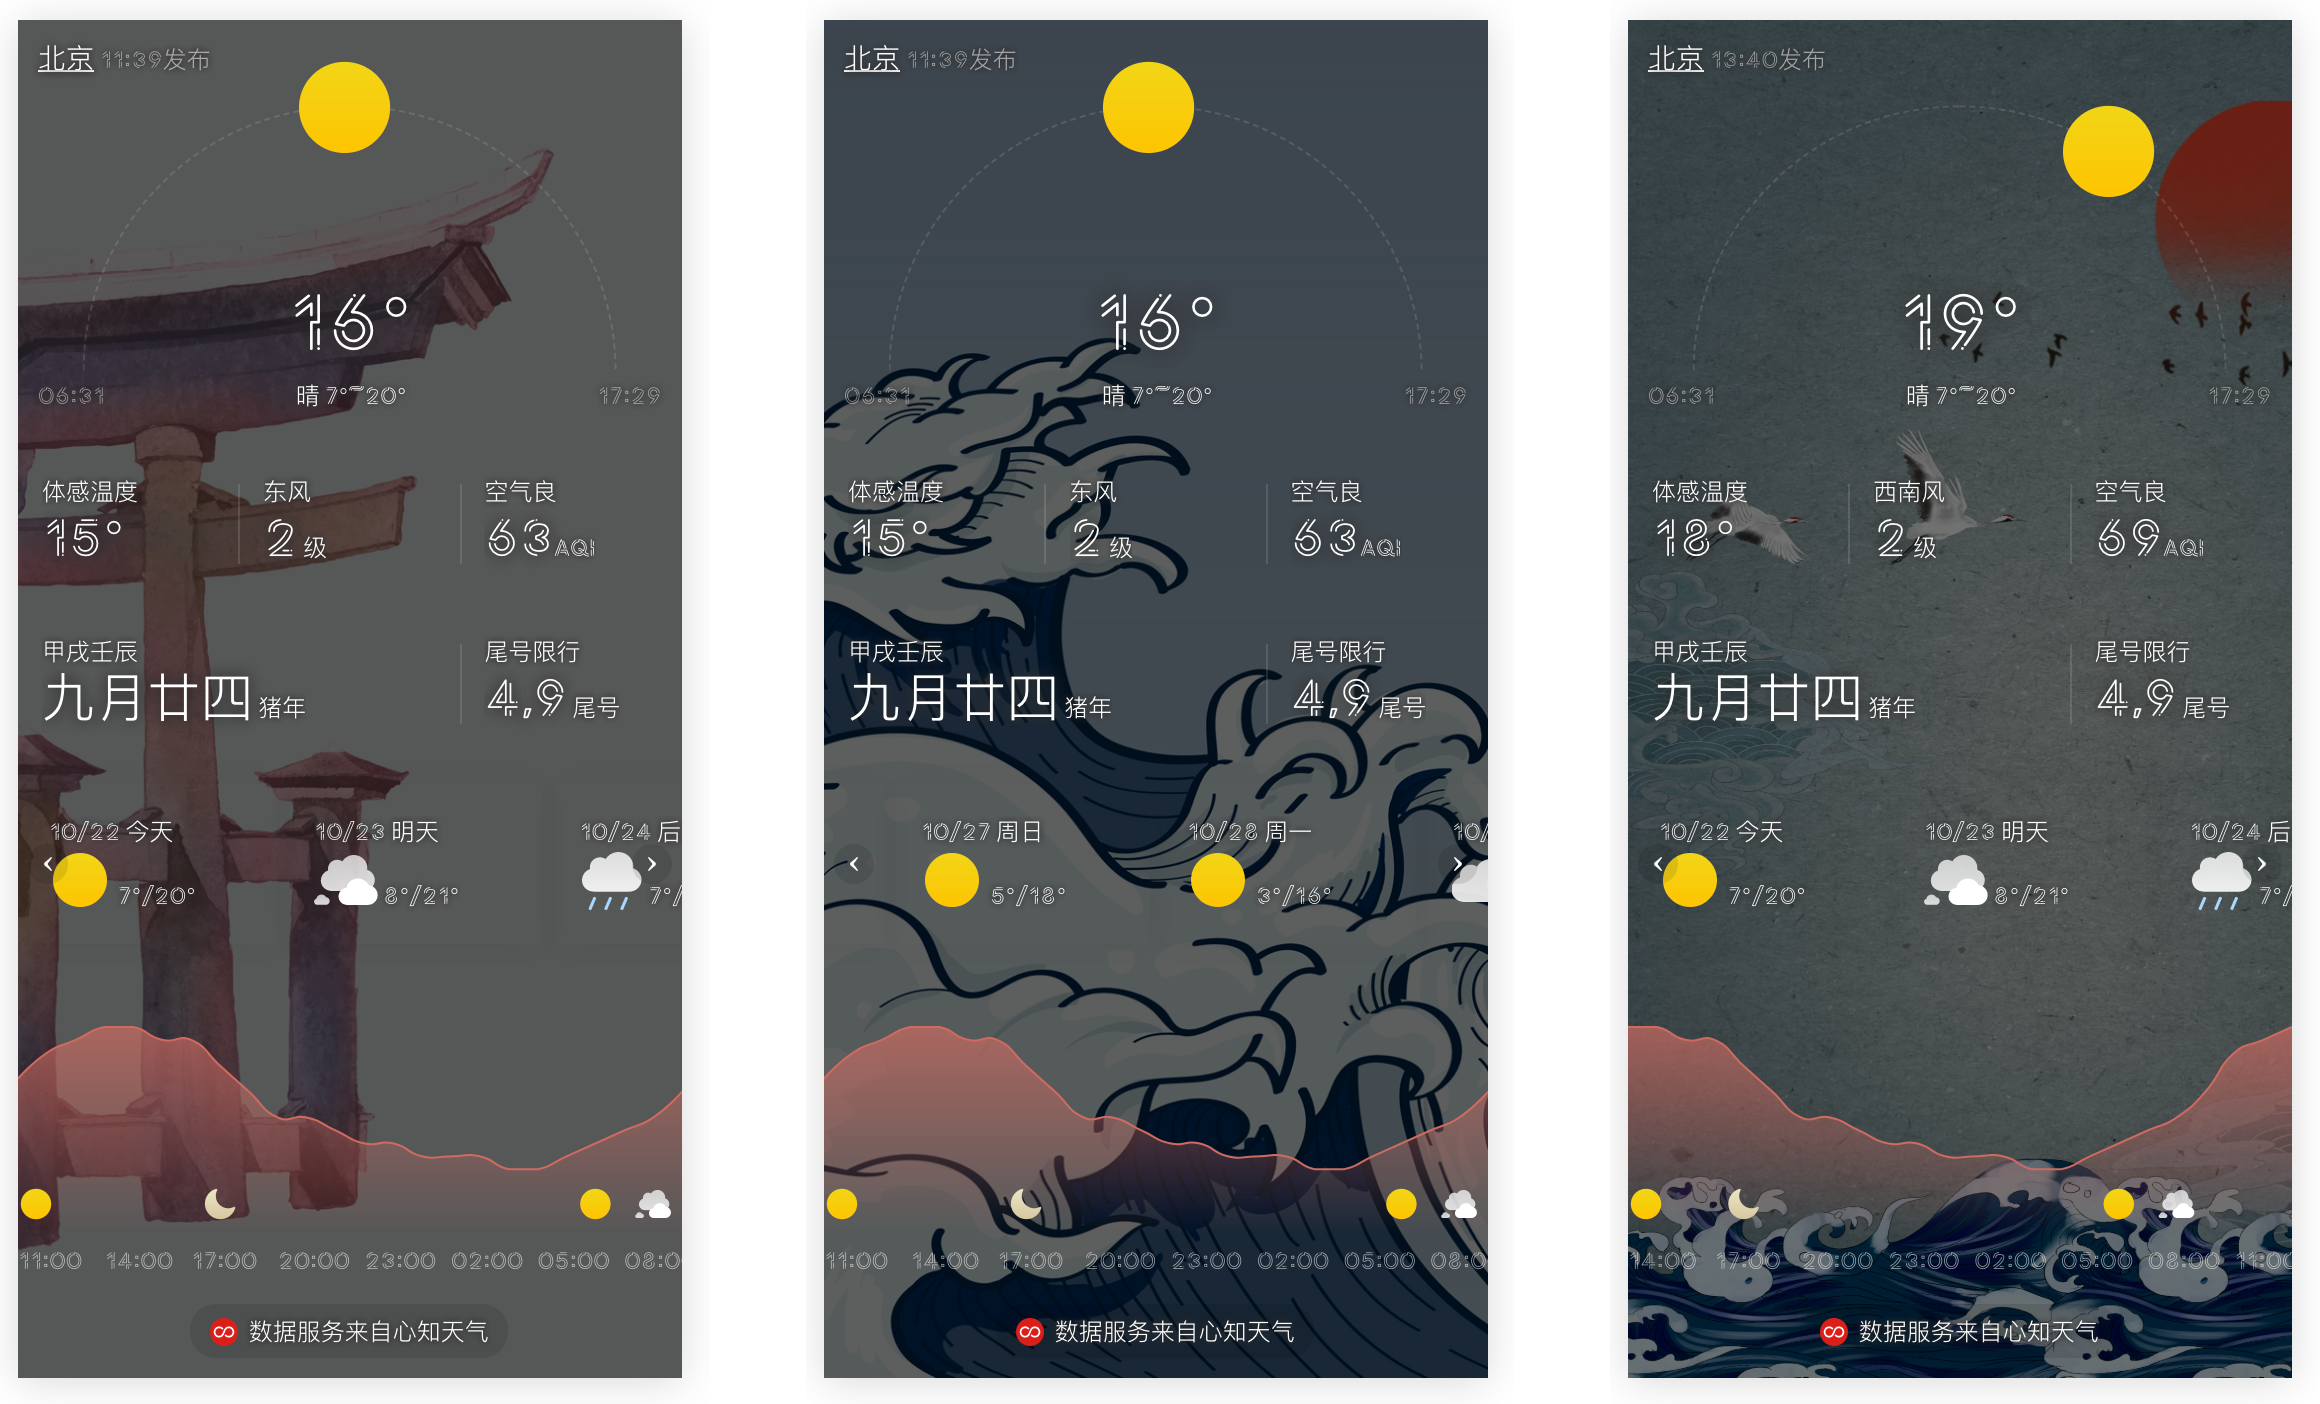 北京 11:39发布
16°
06:31 晴 7°~20° 17:29
体感温度 东风 空气良
15° 2 级 63AQI
甲戌壬辰 尾号限行
九月廿四 猪年 4,9 尾号
10/22 今天 10/23 明天 10/24 后
7°/20° 8°/21° 7°/
11:00 14:00 17:00 20:00 23:00 02:00 05:00 08:0
数据服务来自心知天气
北京 11:39发布
16°
06:31 晴 7°~20° 17:29
体感温度 东风 空气良
15° 2 级 63AQI
甲戌壬辰 尾号限行
九月廿四 猪年 4,9 尾号
10/27 周日 10/28 周一 10/
5°/18° 3°/16°
11:00 14:00 17:00 20:00 23:00 02:00 05:00 08:0
数据服务来自心知天气
北京 13:40发布
19°
06:31 晴 7°~20° 17:29
体感温度 西南风 空气良
18° 2 级 69AQI
甲戌壬辰 尾号限行
九月廿四 猪年 4,9 尾号
10/22 今天 10/23 明天 10/24 后
7°/20° 8°/21° 7°/
14:00 17:00 20:00 23:00 02:00 05:00 08:00 11:00
数据服务来自心知天气